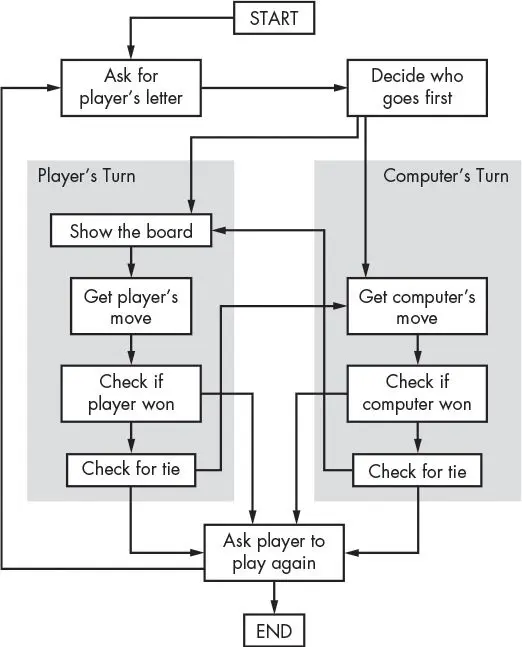 START
Ask for
player's letter
Decide who
goes first
Player's Turn
Computer's Turn
Show the board
Get player's
move
Get computer's
move
Check if
player won
Check if
computer won
Check for tie
Check for tie
Ask player to
play again
END